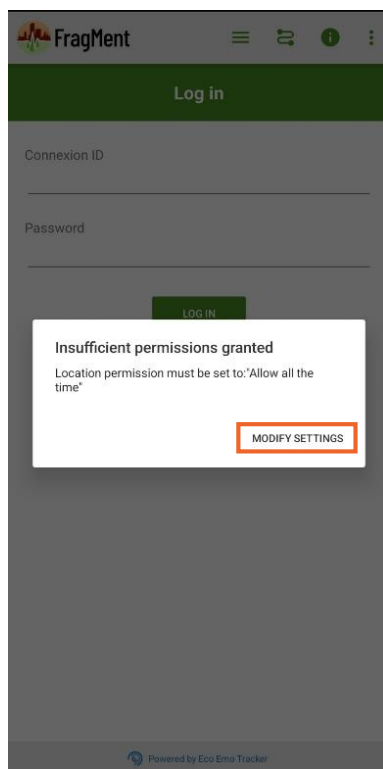 FragMent
Log in
Connexion ID
Password
LOG IN
Insufficient permissions granted
Location permission must be set to:"Allow all the
time"
MODIFY SETTINGS
Powered by Eco Emo Tracker